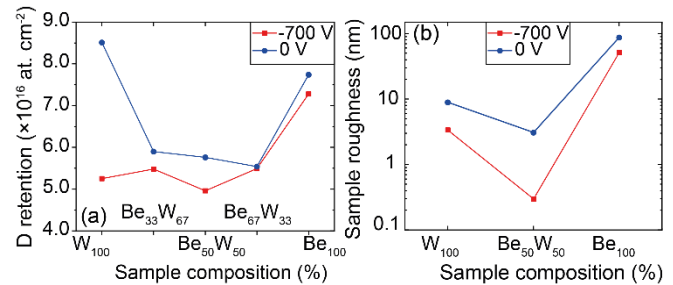 9.0
8.0
7.0
6.0
5.0
4.0
D retention (×10¹⁶ at. cm⁻²)
-700 V
0 V
(a)
Be₃₃W₆₇
Be₆₇W₃₃
W₁₀₀
Be₅₀W₅₀
Be₁₀₀
Sample composition (%)
(b)
-700 V
0 V
Sample roughness (nm)
100
10
1
0.1
W₁₀₀
Be₅₀W₅₀
Be₁₀₀
Sample composition (%)